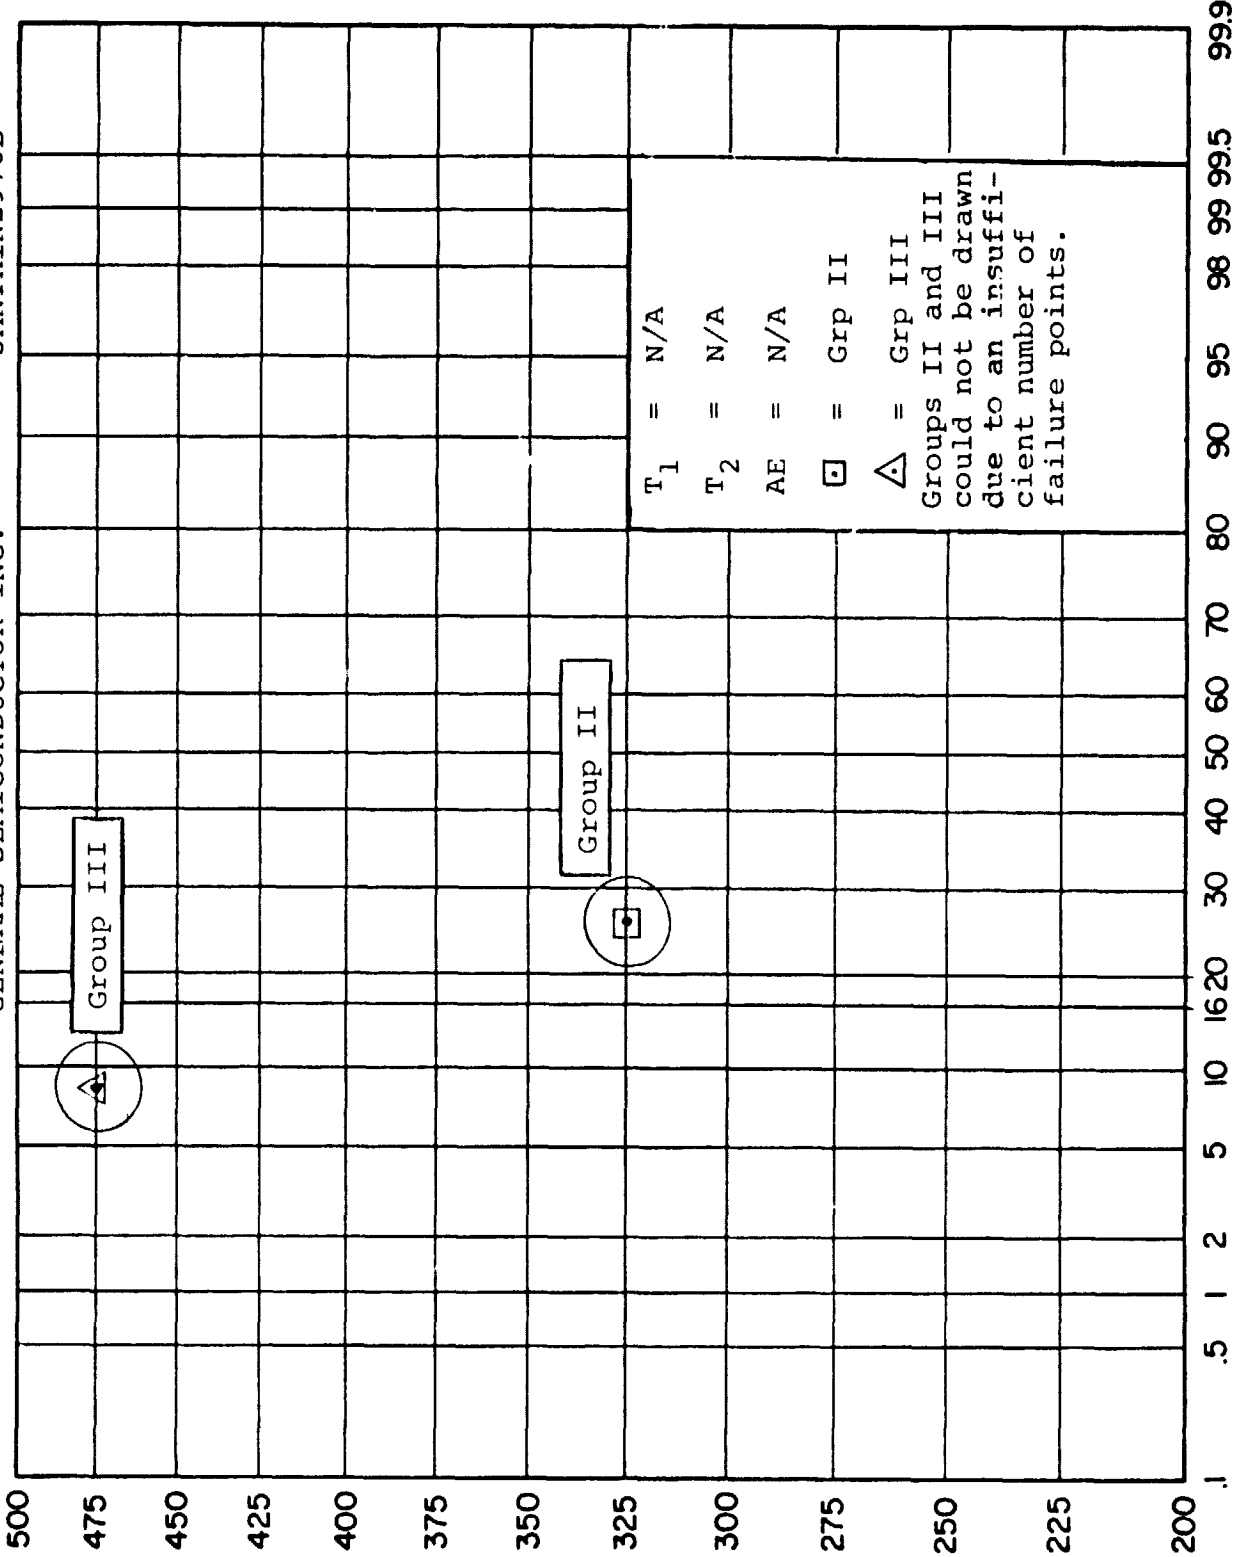 GENERAL SEMICONDUCTOR INC.
500
475
450
425
400
375
350
325
300
275
250
225
200
Group III
Group II
T1 = N/A
T2 = N/A
AE = N/A
= Grp II
= Grp III
Groups II and III
could not be drawn
due to an insuffi-
cient number of
failure points.
.1 .5 1 2 5 10 16 20 30 40 50 60 70 80 90 95 98 99 99.5 99.9